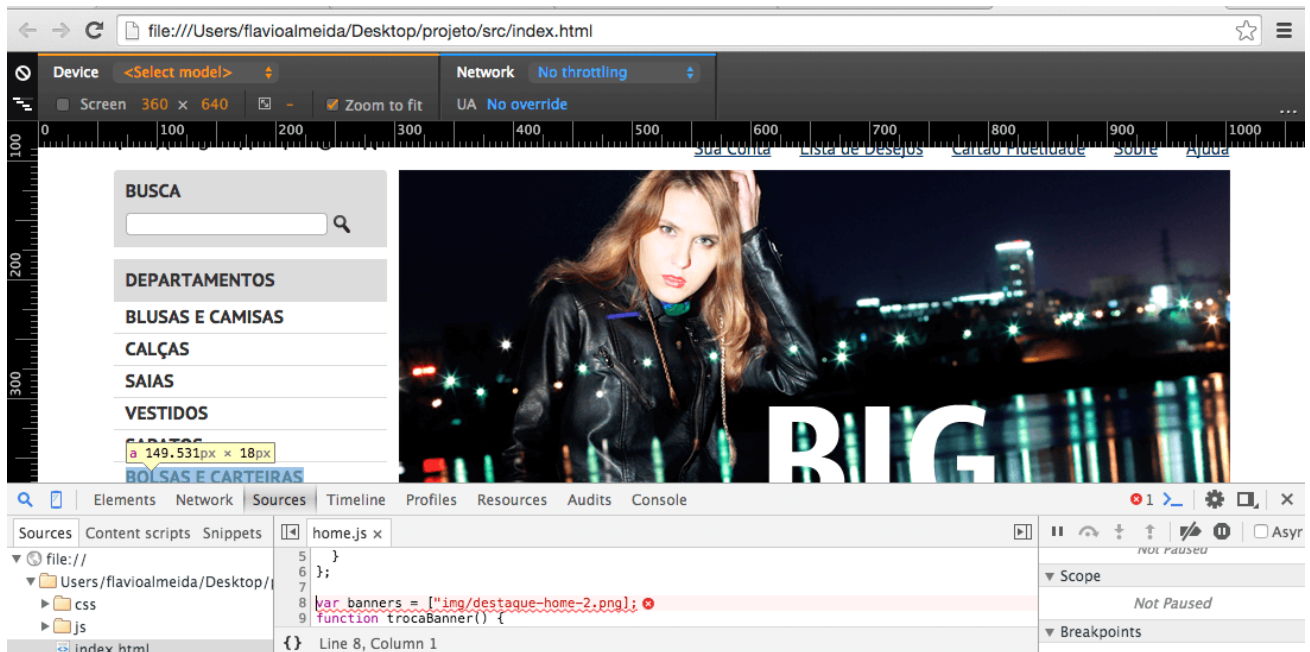 file:///Users/flavioalmeida/Desktop/projeto/src/index.html
Device <Select model> Network No throttling
Screen 360 × 640 - Zoom to fit UA No override
...
0 100 200 300 400 500 600 700 800 900 1000
100
200
300
Sua Conta Lista de Desejos Cartão Fidelidade Sobre Ajuda
BUSCA
DEPARTAMENTOS
BLUSAS E CAMISAS
CALÇAS
SAIAS
VESTIDOS
SAPATOS
a 149.531px × 18px
BOLSAS E CARTEIRAS
BIG
Elements Network Sources Timeline Profiles Resources Audits Console 1
Sources Content scripts Snippets home.js × Asyr
Not Paused
file://
Users/flavioalmeida/Desktop/p
css
js
index.html
5 }
6 };
7
8 var banners = ["img/destaque-home-2.png];
9 function trocaBanner() {
{} Line 8, Column 1
Scope
Not Paused
Breakpoints